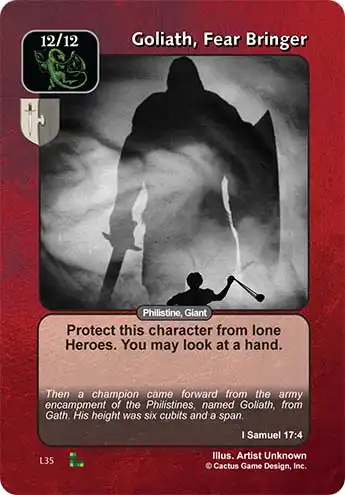 12/12
Goliath, Fear Bringer
Philistine, Giant
Protect this character from lone
Heroes. You may look at a hand.
Then a champion came forward from the army
encampment of the Philistines, named Goliath, from
Gath. His height was six cubits and a span.
I Samuel 17:4
L35
L
Illus. Artist Unknown
© Cactus Game Design, Inc.